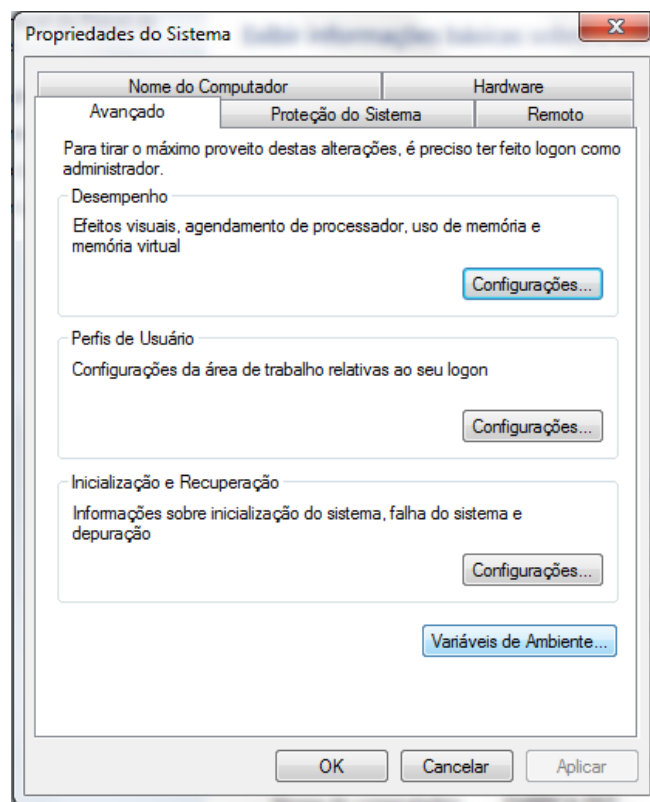 Propriedades do Sistema
Nome do Computador
Hardware
Avançado
Proteção do Sistema
Remoto
Para tirar o máximo proveito destas alterações, é preciso ter feito logon como
administrador.
Desempenho
Efeitos visuais, agendamento de processador, uso de memória e
memória virtual
Configurações...
Perfis de Usuário
Configurações da área de trabalho relativas ao seu logon
Configurações...
Inicialização e Recuperação
Informações sobre inicialização do sistema, falha do sistema e
depuração
Configurações...
Variáveis de Ambiente...
OK
Cancelar
Aplicar